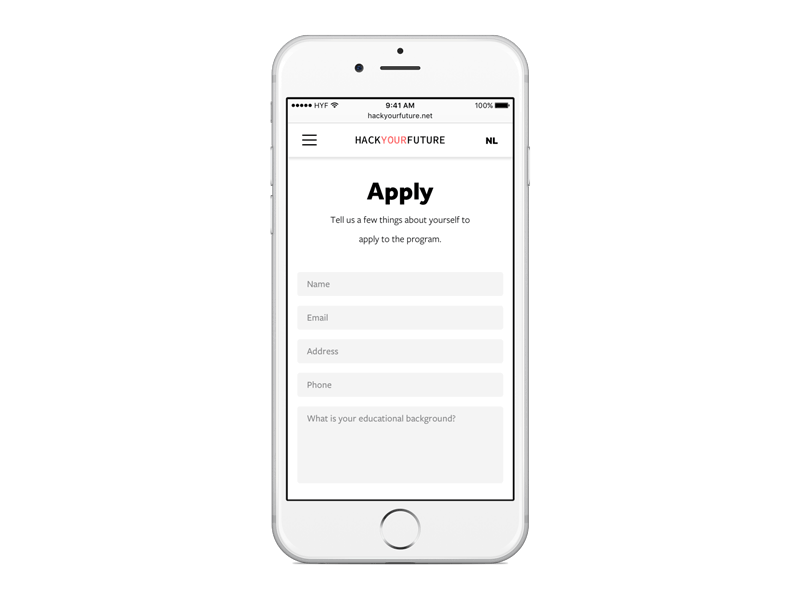 HYF 9:41 AM 100%
hackyourfuture.net
HACKYOURFUTURE NL
Apply
Tell us a few things about yourself to
apply to the program.
Name
Email
Address
Phone
What is your educational background?